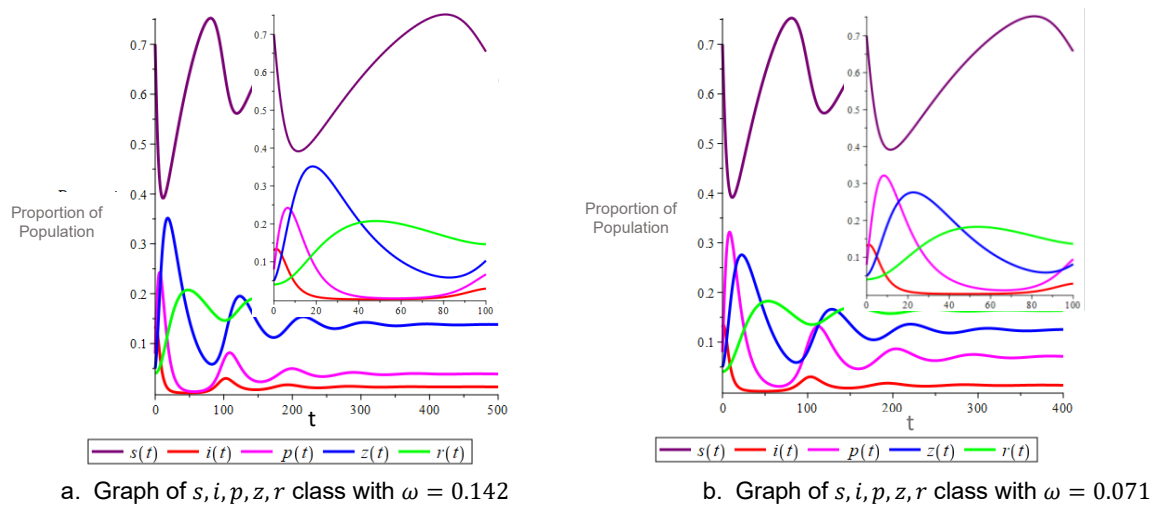 0.7
0.6
0.5
0.4
0.3
0.2
0.1
0 100 200 300 400 500
t
0.7
0.6
0.5
0.4
0.3
0.2
0.1
0 20 40 60 80 100
Proportion of
Population
s(t) i(t) p(t) z(t) r(t)
a. Graph of s, i, p, z, r class with ω = 0.142
0.7
0.6
0.5
0.4
0.3
0.2
0.1
0 100 200 300 400
t
0.7
0.6
0.5
0.4
0.3
0.2
0.1
0 20 40 60 80 100
Proportion of
Population
s(t) i(t) p(t) z(t) r(t)
b. Graph of s, i, p, z, r class with ω = 0.071